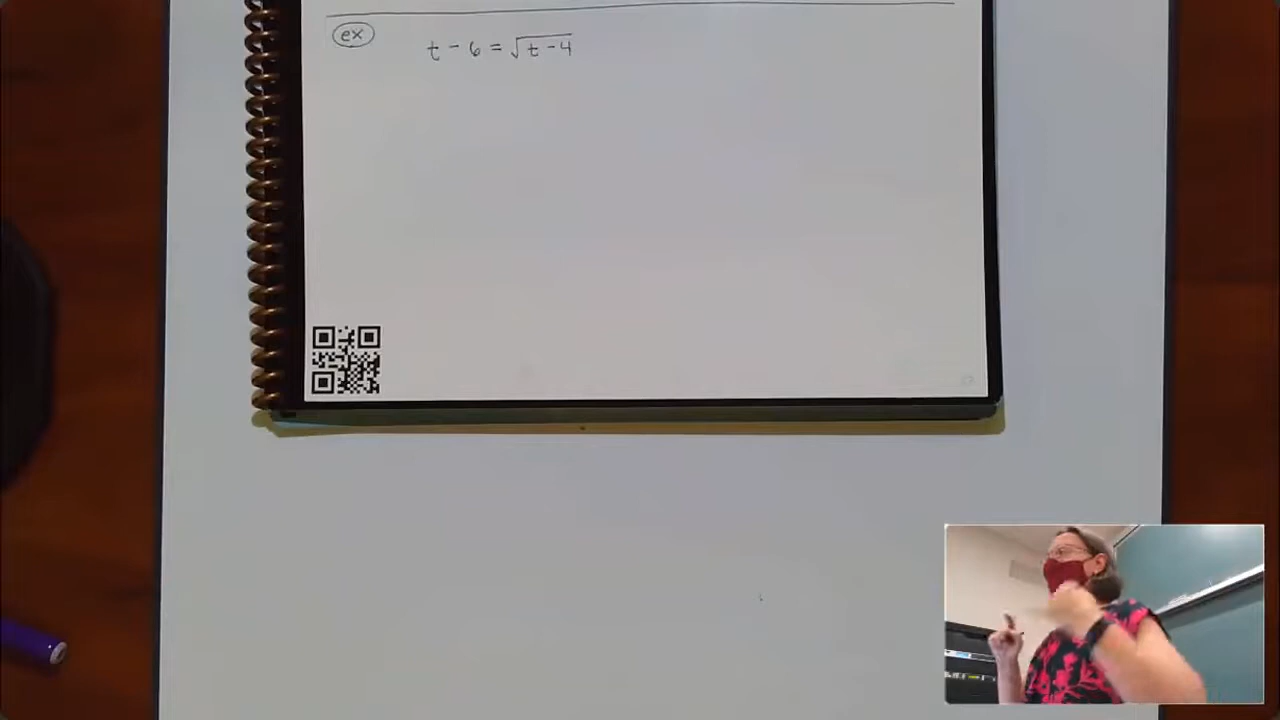 ex t - 6 = √t - 4